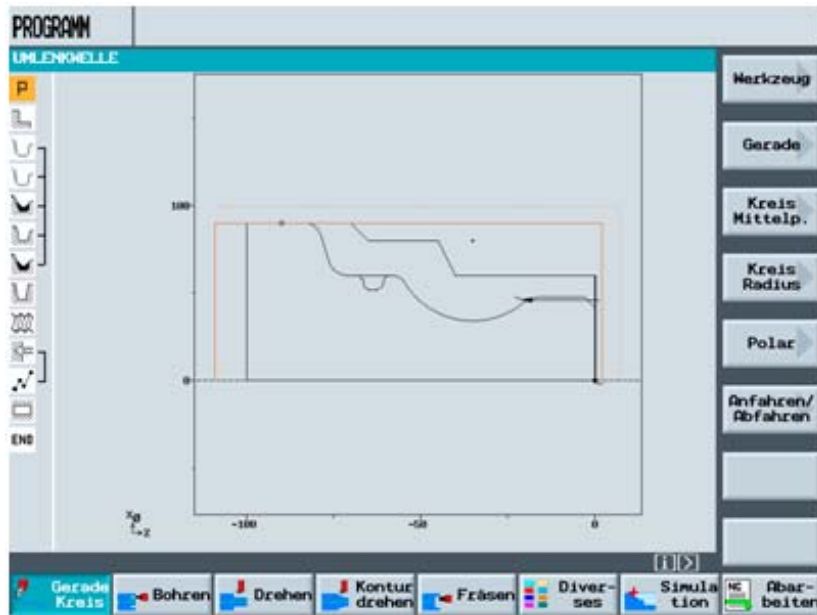 PROGRAMM
UMLENKWELLE
P
END
100
0
-100
-50
0
X⌀
Z
Werkzeug
Gerade
Kreis
Mittelp.
Kreis
Radius
Polar
Anfahren/
Abfahren
Gerade
Kreis
Bohren
Drehen
Kontur
drehen
Fräsen
Diver-
ses
Simula
tion
NC
Abar-
beiten